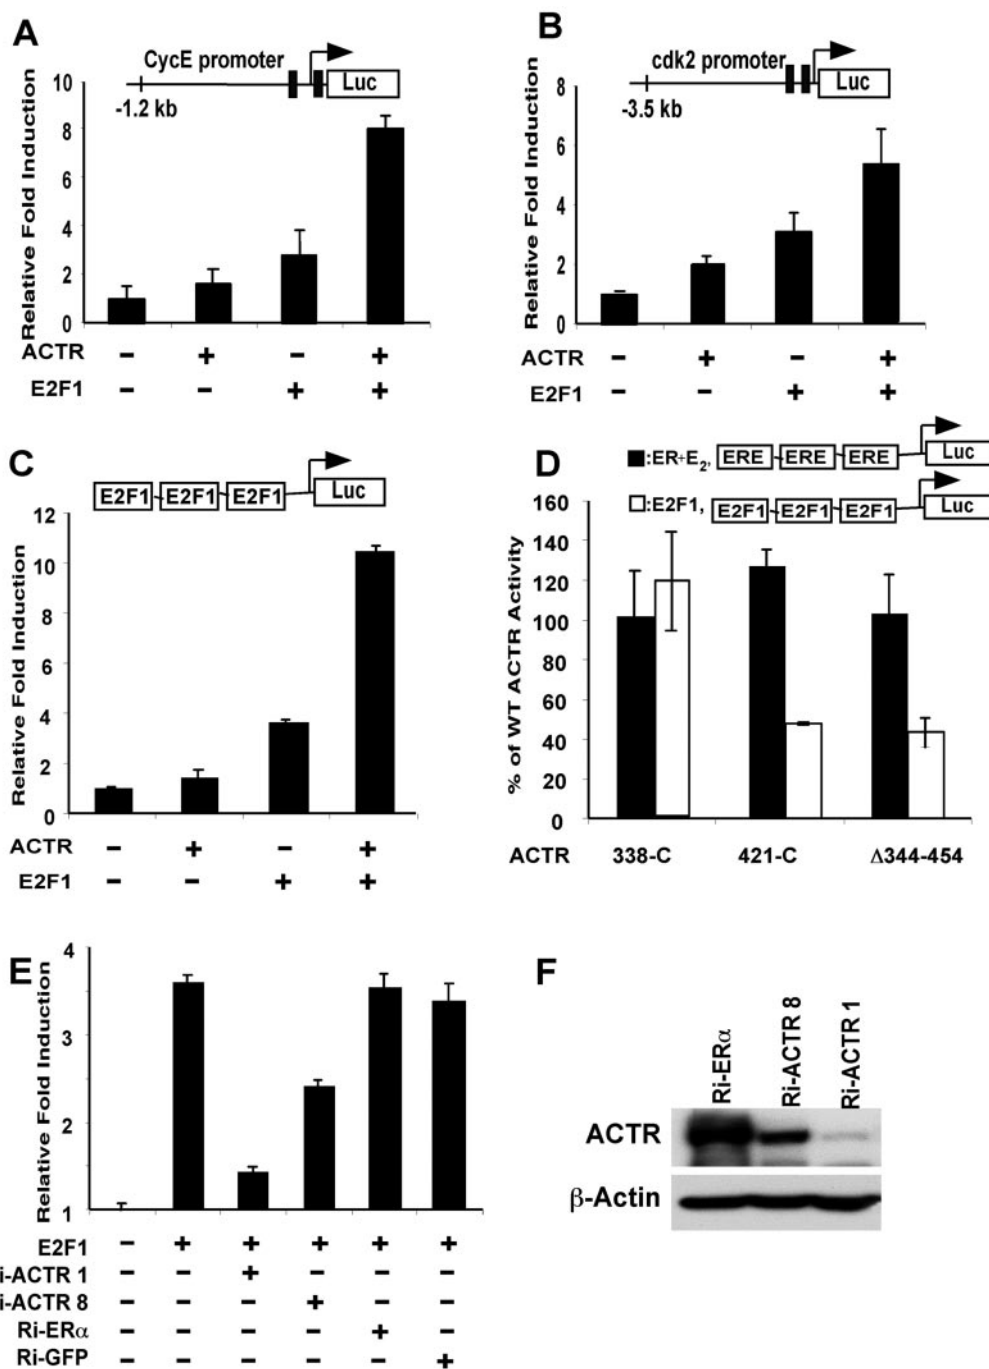 A
CycE promoter
Luc
-1.2 kb
Relative Fold Induction
10
8
6
4
2
0
ACTR − + − +
E2F1 − − + +
B
cdk2 promoter
Luc
-3.5 kb
Relative Fold Induction
8
6
4
2
0
ACTR − + − +
E2F1 − − + +
C
E2F1 E2F1 E2F1 Luc
Relative Fold Induction
12
10
8
6
4
2
0
ACTR − + − +
E2F1 − − + +
D
:ER+E2, ERE ERE ERE Luc
:E2F1, E2F1 E2F1 E2F1 Luc
% of WT ACTR Activity
160
140
120
100
80
60
40
20
0
ACTR 338-C 421-C Δ344-454
E
Relative Fold Induction
4
3
2
1
E2F1 − + + + + +
i-ACTR 1 − − + − − −
i-ACTR 8 − − − + − −
Ri-ERα − − − − + −
Ri-GFP − − − − − +
F
Ri-ERα
Ri-ACTR 8
Ri-ACTR 1
ACTR
β-Actin